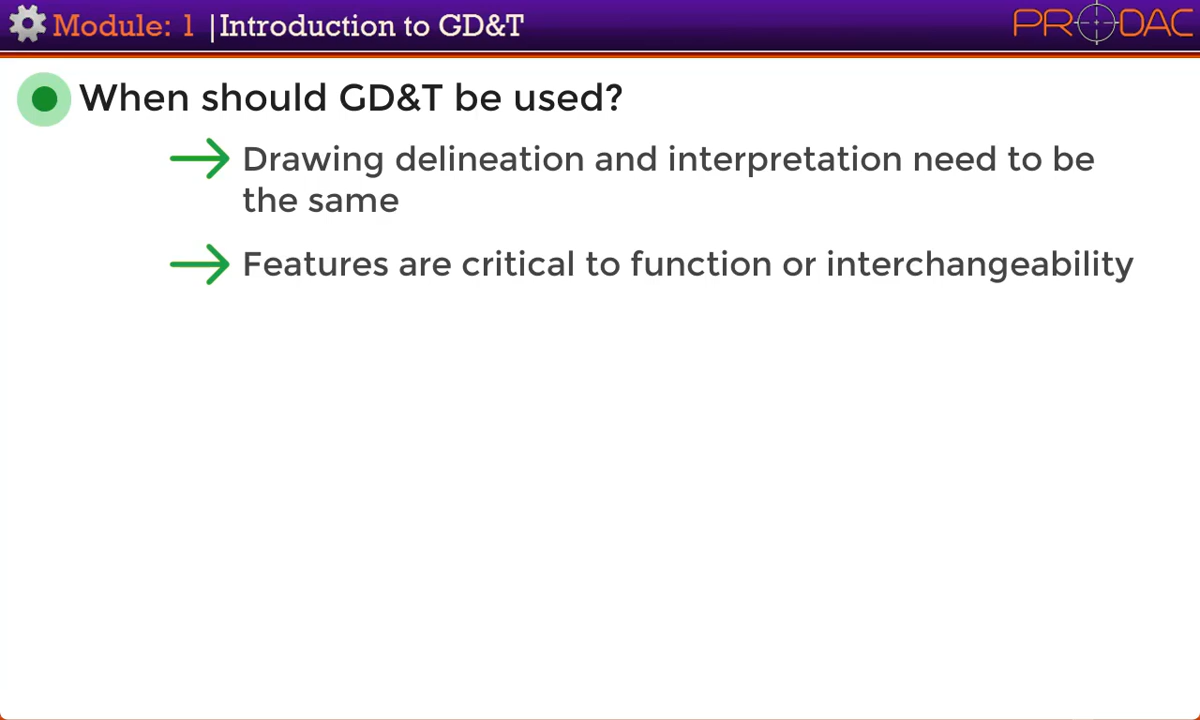 Module: 1 |Introduction to GD&T
PRODAC
When should GD&T be used?
Drawing delineation and interpretation need to be
the same
Features are critical to function or interchangeability